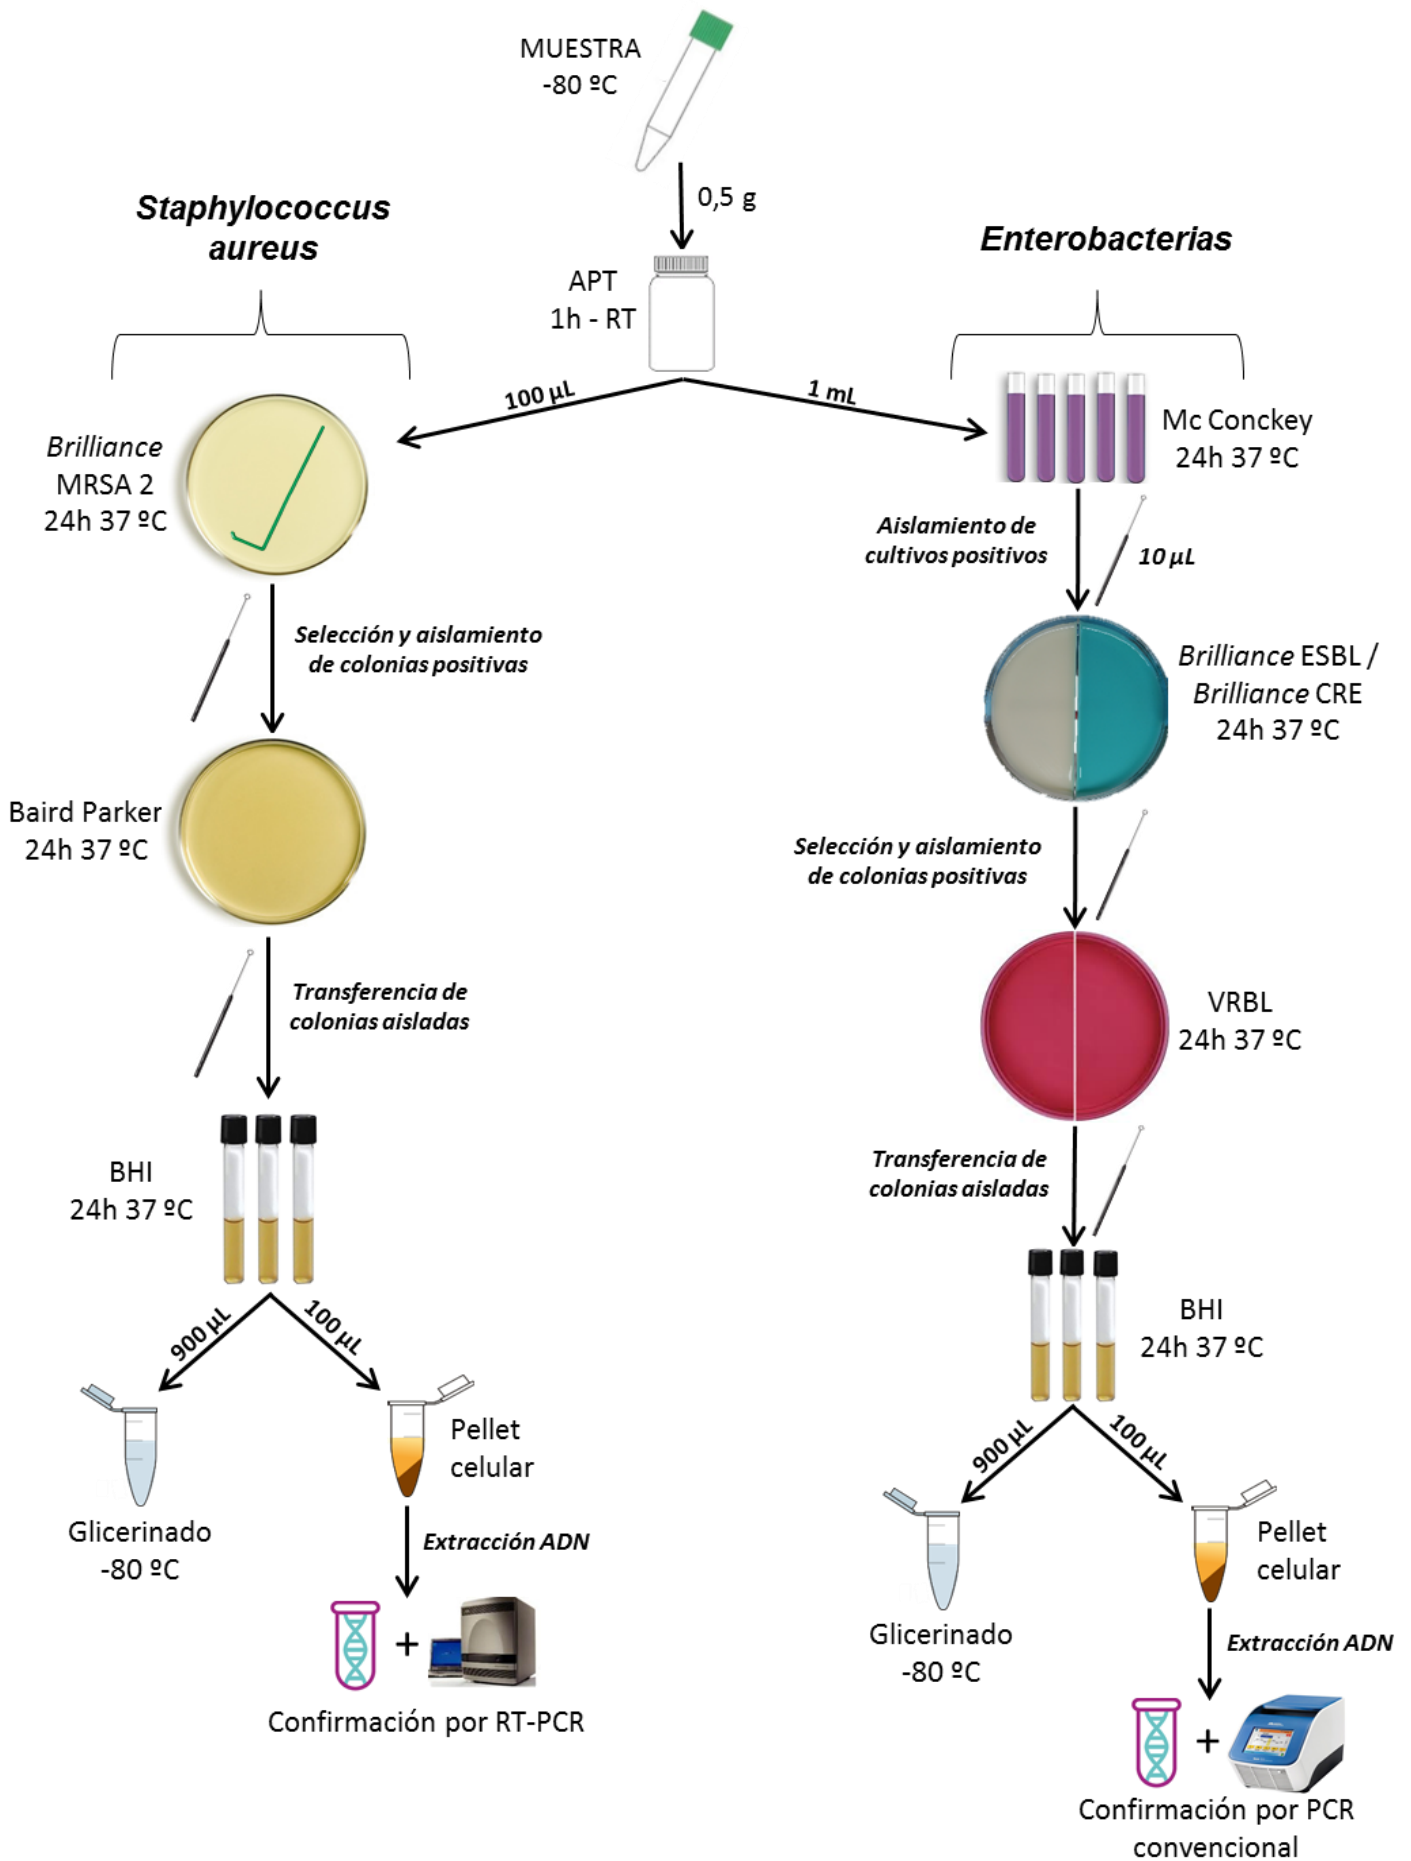 MUESTRA
-80 ºC
0,5 g
APT
1h - RT
Staphylococcus
aureus
100 µL
Brilliance
MRSA 2
24h 37 ºC
Selección y aislamiento
de colonias positivas
Baird Parker
24h 37 ºC
Transferencia de
colonias aisladas
BHI
24h 37 ºC
900 µL
100 µL
Glicerinado
-80 ºC
Pellet
celular
Extracción ADN
+
Confirmación por RT-PCR
Enterobacterias
1 mL
Mc Conckey
24h 37 ºC
Aislamiento de
cultivos positivos
10 µL
Brilliance ESBL /
Brilliance CRE
24h 37 ºC
Selección y aislamiento
de colonias positivas
VRBL
24h 37 ºC
Transferencia de
colonias aisladas
BHI
24h 37 ºC
900 µL
100 µL
Glicerinado
-80 ºC
Pellet
celular
Extracción ADN
+
Confirmación por PCR
convencional